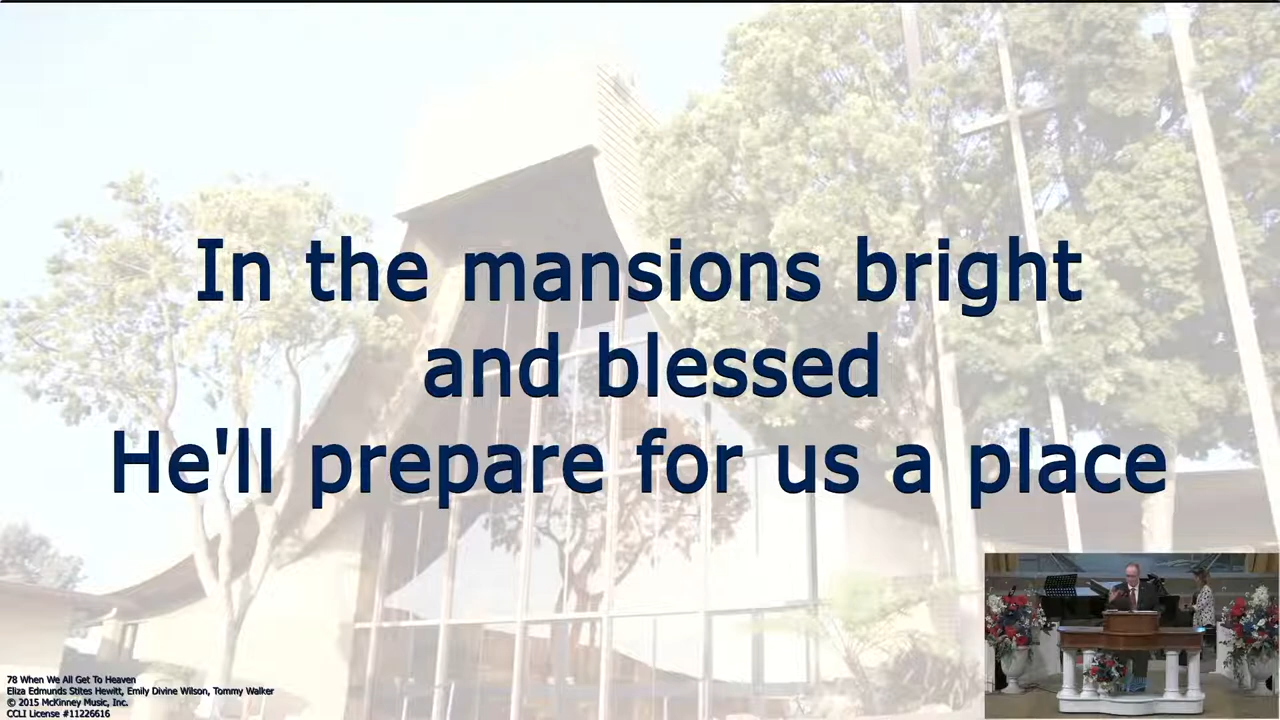 In the mansions bright
and blessed
He'll prepare for us a place
78 When We All Get To Heaven
Eliza Edmunds Stites Hewitt, Emily Divine Wilson, Tommy Walker
© 2015 McKinney Music, Inc.
CCLI License #11226616